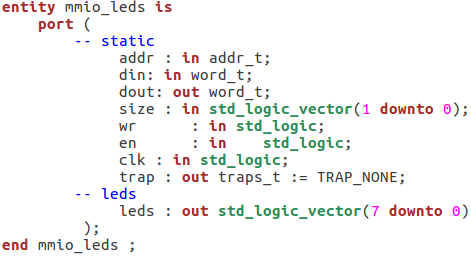 entity mmio_leds is
    port (
        -- static
             addr : in addr_t;
             din: in word_t;
             dout: out word_t;
             size : in std_logic_vector(1 downto 0);
             wr      : in std_logic;
             en      : in    std_logic;
             clk : in std_logic;
             trap : out traps_t := TRAP_NONE;
        -- leds
             leds : out std_logic_vector(7 downto 0)
         );
end mmio_leds ;